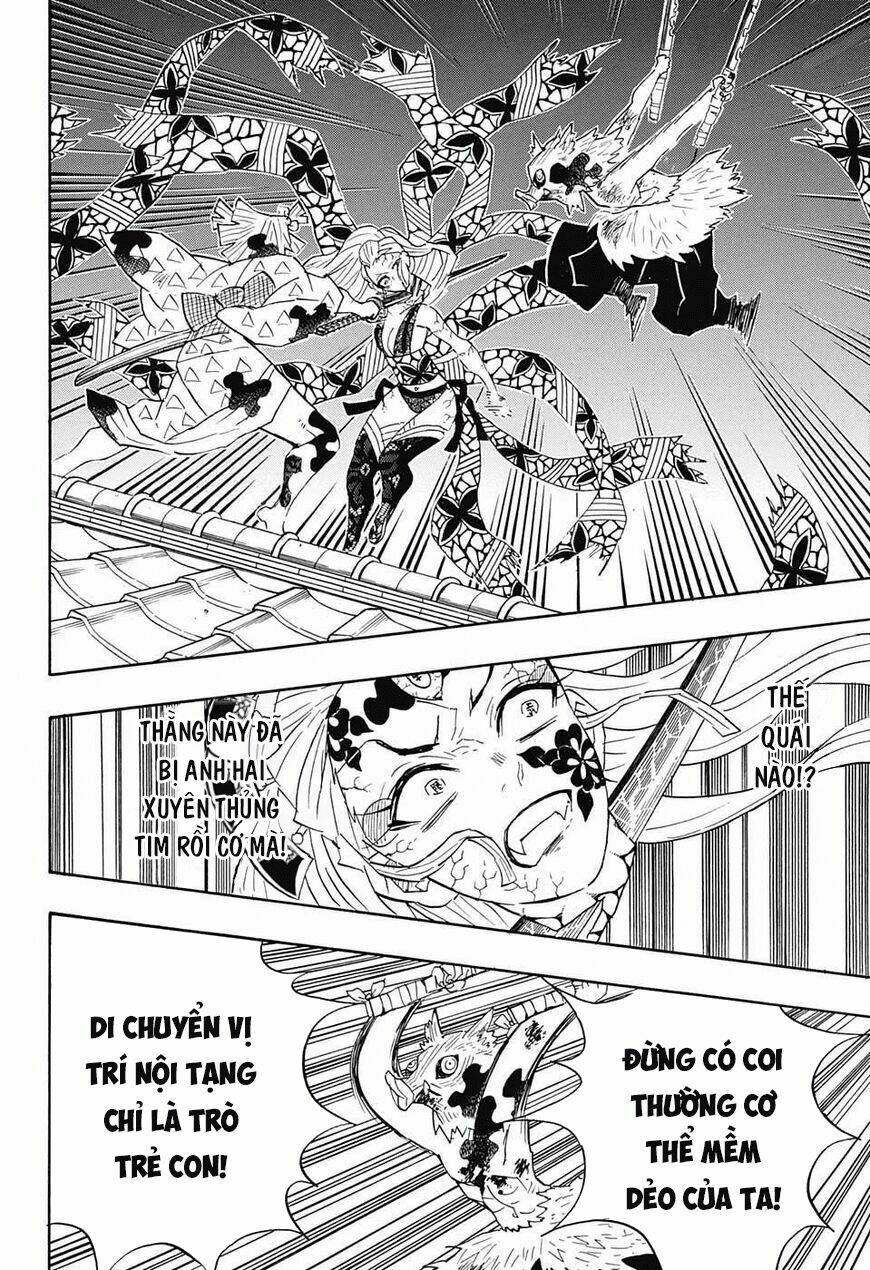 THẾ
QUÁI
NÀO!?
THẰNG NÀY ĐÃ
BỊ ANH HAI
XUYÊN THỦNG
TIM RỒI CƠ MÀ!
ĐỪNG CÓ COI
THƯỜNG CƠ
THỂ MỀM
DẺO CỦA TA!
DI CHUYỂN VỊ
TRÍ NỘI TẠNG
CHỈ LÀ TRÒ
TRẺ CON!